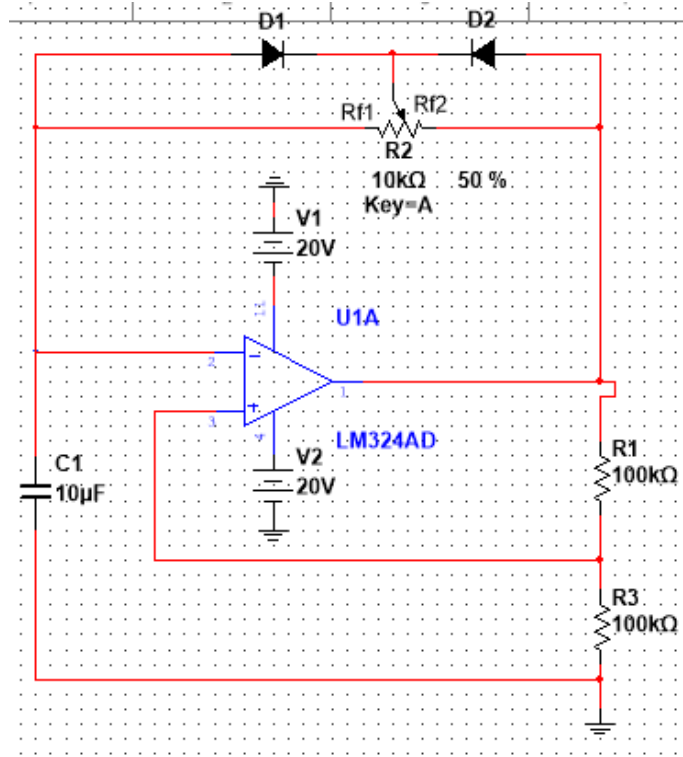 D1
D2
Rf1
Rf2
R2
10kΩ
50 %
Key=A
V1
20V
11
U1A
2
1
3
4
LM324AD
V2
20V
C1
10µF
R1
100kΩ
R3
100kΩ